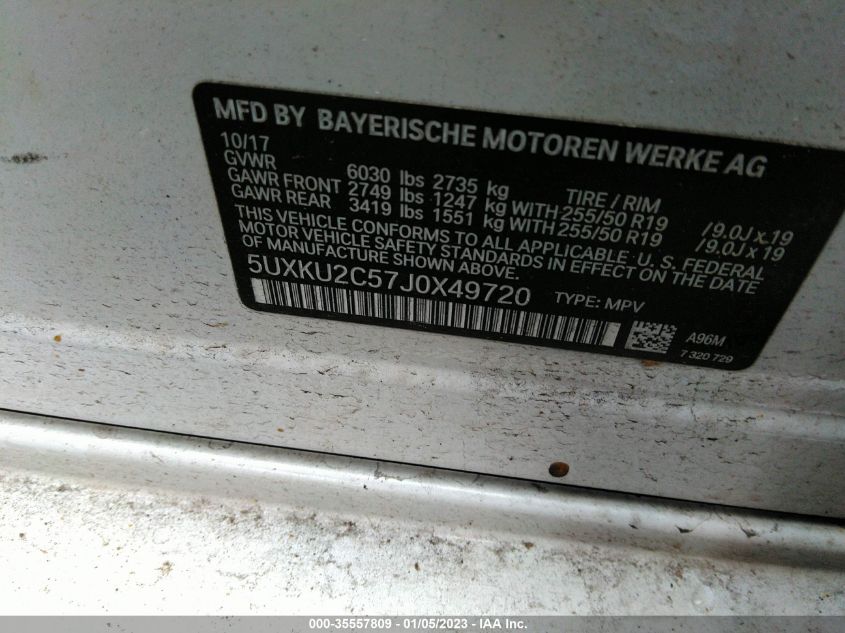 MFD BY BAYERISCHE MOTOREN WERKE AG
10/17
GVWR 6030 lbs 2735 kg TIRE / RIM
GAWR FRONT 2749 lbs 1247 kg WITH 255/50 R19 /9.0J x 19
GAWR REAR 3419 lbs 1551 kg WITH 255/50 R19 /9.0J x 19
THIS VEHICLE CONFORMS TO ALL APPLICABLE U.S. FEDERAL
MOTOR VEHICLE SAFETY STANDARDS IN EFFECT ON THE DATE
OF MANUFACTURE SHOWN ABOVE.
5UXKU2C57J0X49720 TYPE: MPV
A96M
7 320 729
000-35557809 - 01/05/2023 - © IAA, Inc.